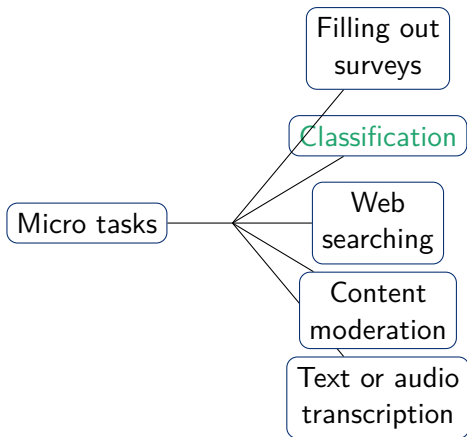 Filling out
surveys
Classification
Micro tasks
Web
searching
Content
moderation
Text or audio
transcription